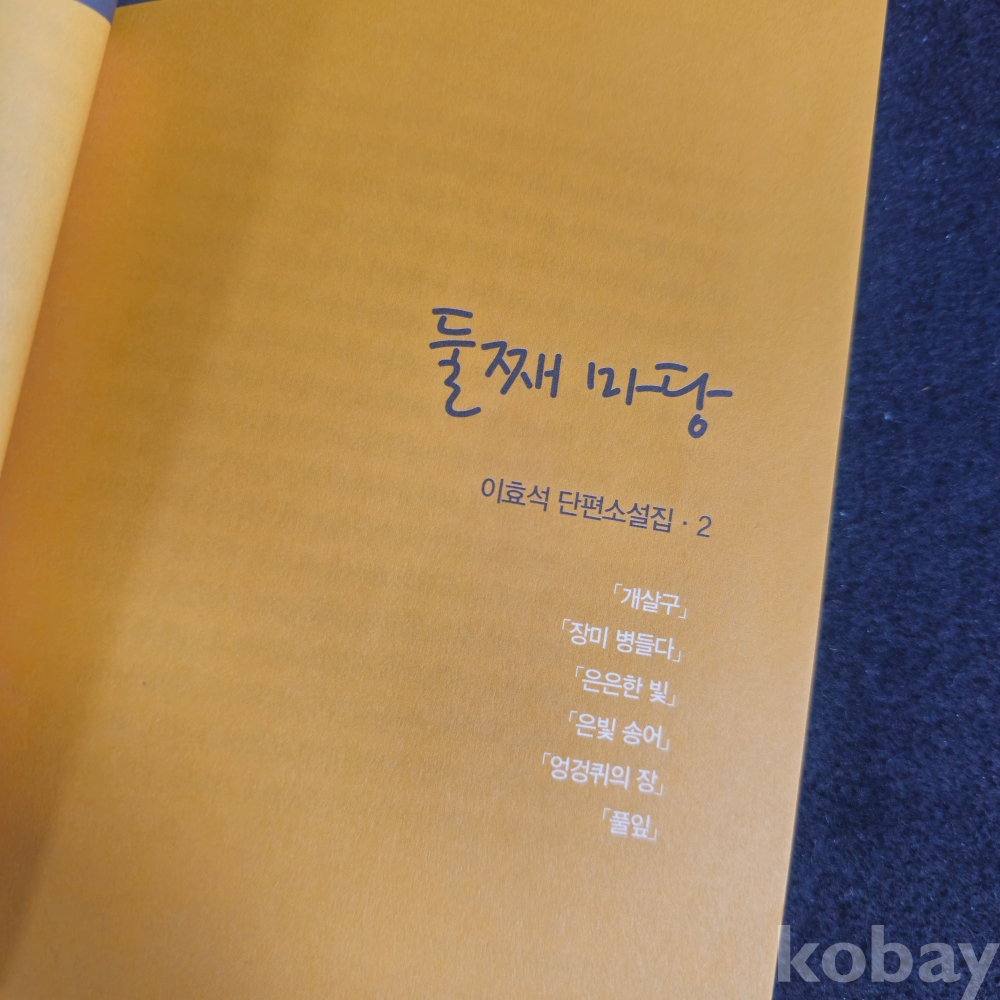 둘째 마당
이효석 단편소설집 · 2
「개살구」
「장미 병들다」
「은은한 빛」
「은빛 송어」
「엉겅퀴의 장」
「풀잎」
kobay